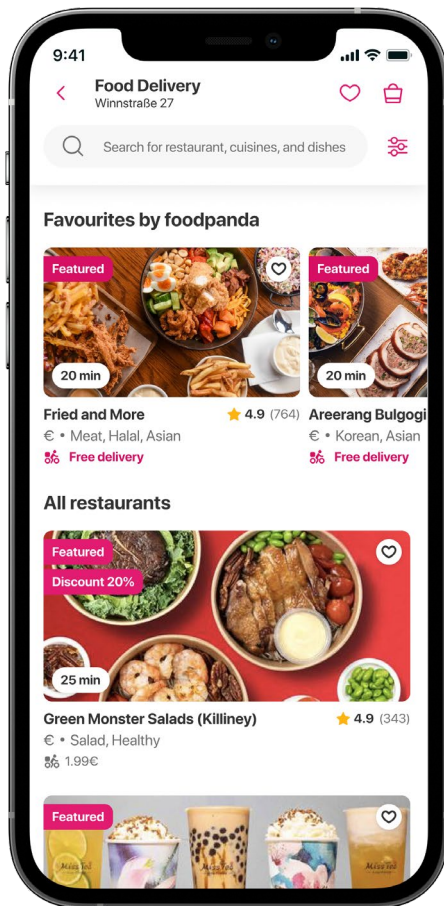 9:41
Food Delivery
Winnstraße 27
Search for restaurant, cuisines, and dishes
Favourites by foodpanda
Featured
20 min
Fried and More
4.9 (764)
€ • Meat, Halal, Asian
Free delivery
Featured
20 min
Areerang Bulgogi
€ • Korean, Asian
Free delivery
All restaurants
Featured
Discount 20%
25 min
Green Monster Salads (Killiney)
4.9 (343)
€ • Salad, Healthy
1.99€
Featured